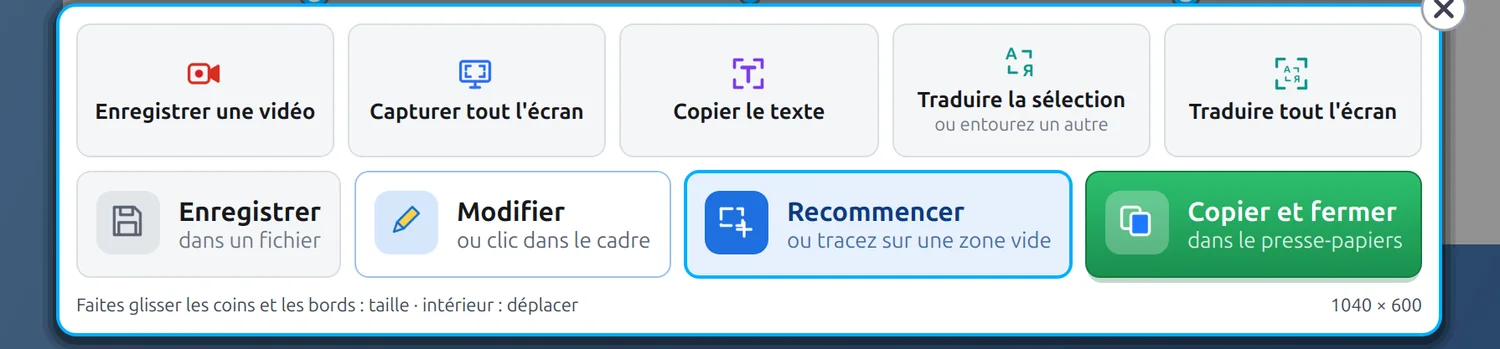 Enregistrer une vidéo
Capturer tout l'écran
Copier le texte
Traduire la sélection
ou entourez un autre
Traduire tout l'écran
Enregistrer
dans un fichier
Modifier
ou clic dans le cadre
Recommencer
ou tracez sur une zone vide
Copier et fermer
dans le presse-papiers
Faites glisser les coins et les bords : taille · intérieur : déplacer
1040 × 600